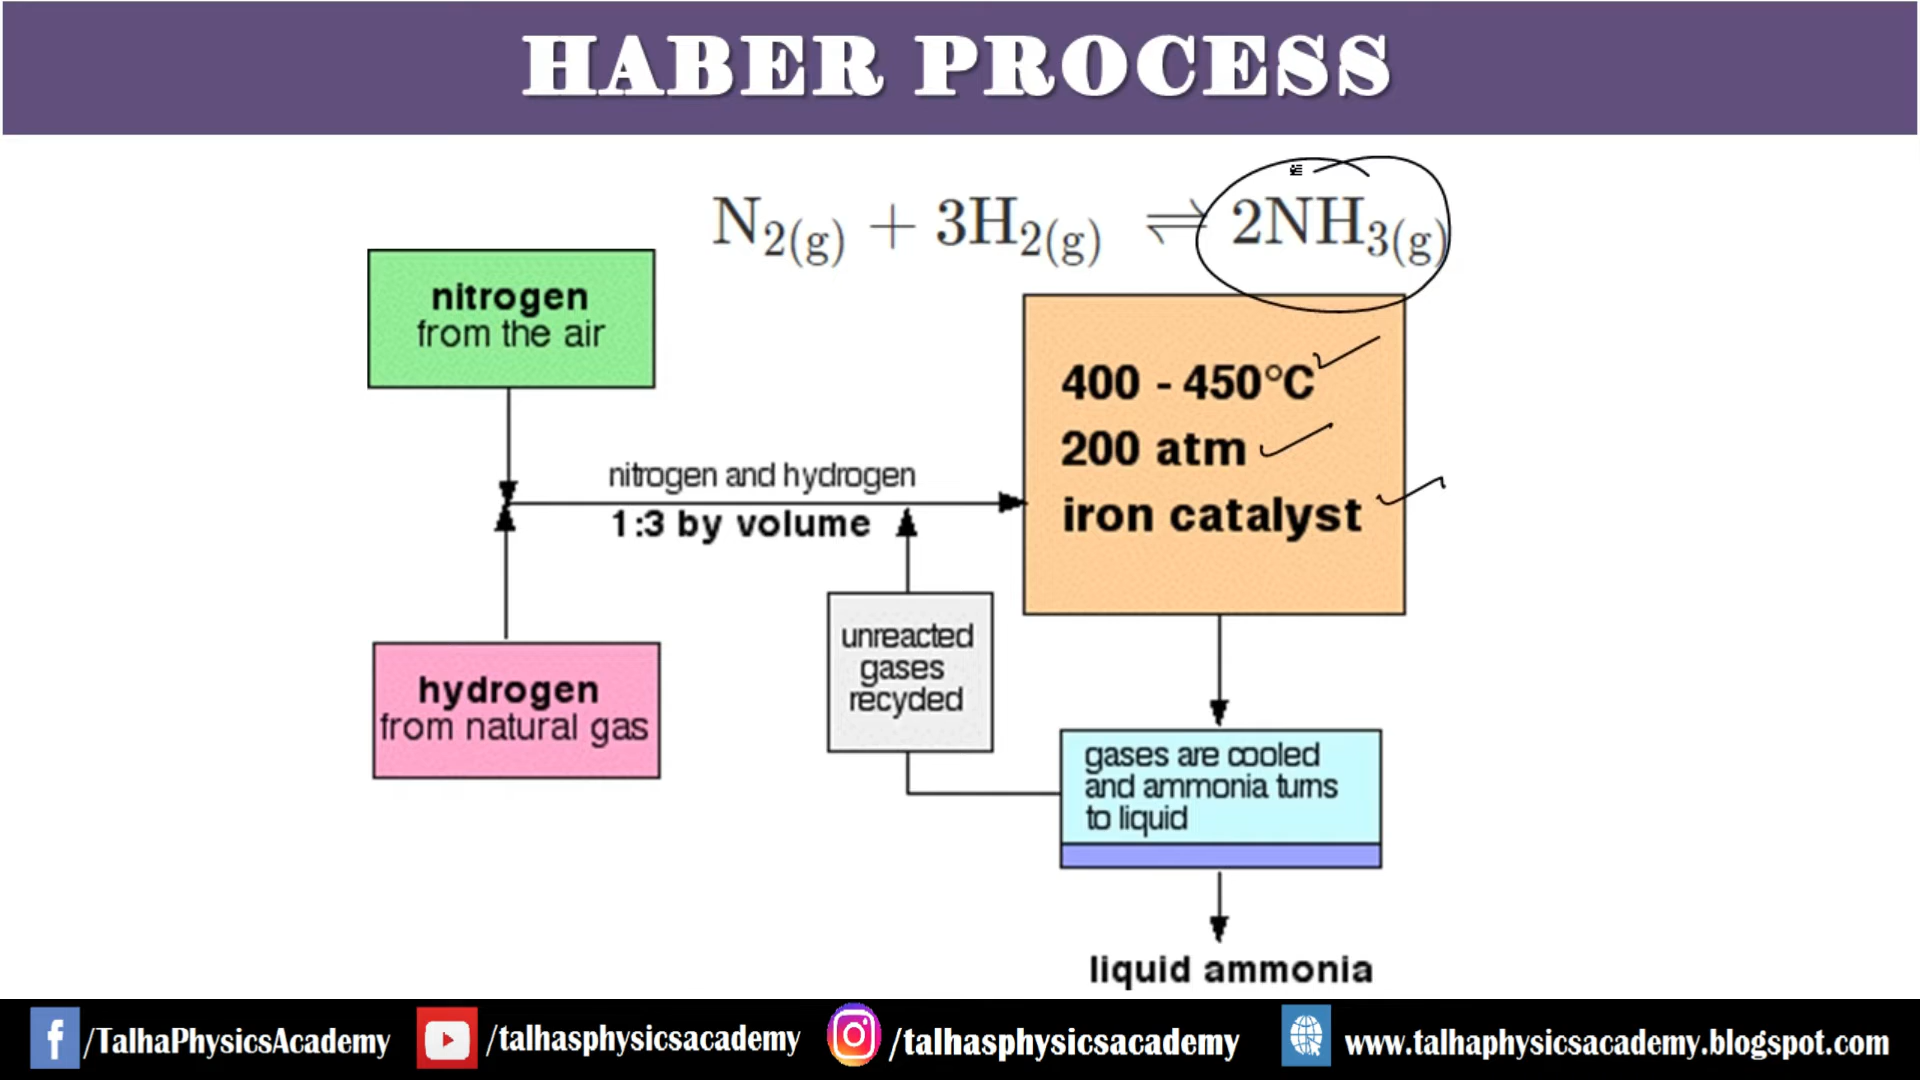 HABER PROCESS
N₂(g) + 3H₂(g) ⇌ 2NH₃(g)
nitrogen
from the air
400 - 450°C
200 atm
iron catalyst
nitrogen and hydrogen
1:3 by volume
unreacted
gases
recyded
hydrogen
from natural gas
gases are cooled
and ammonia turns
to liquid
liquid ammonia
/TalhaPhysicsAcademy
/talhasphysicsacademy
/talhasphysicsacademy
www.talhaphysicsacademy.blogspot.com